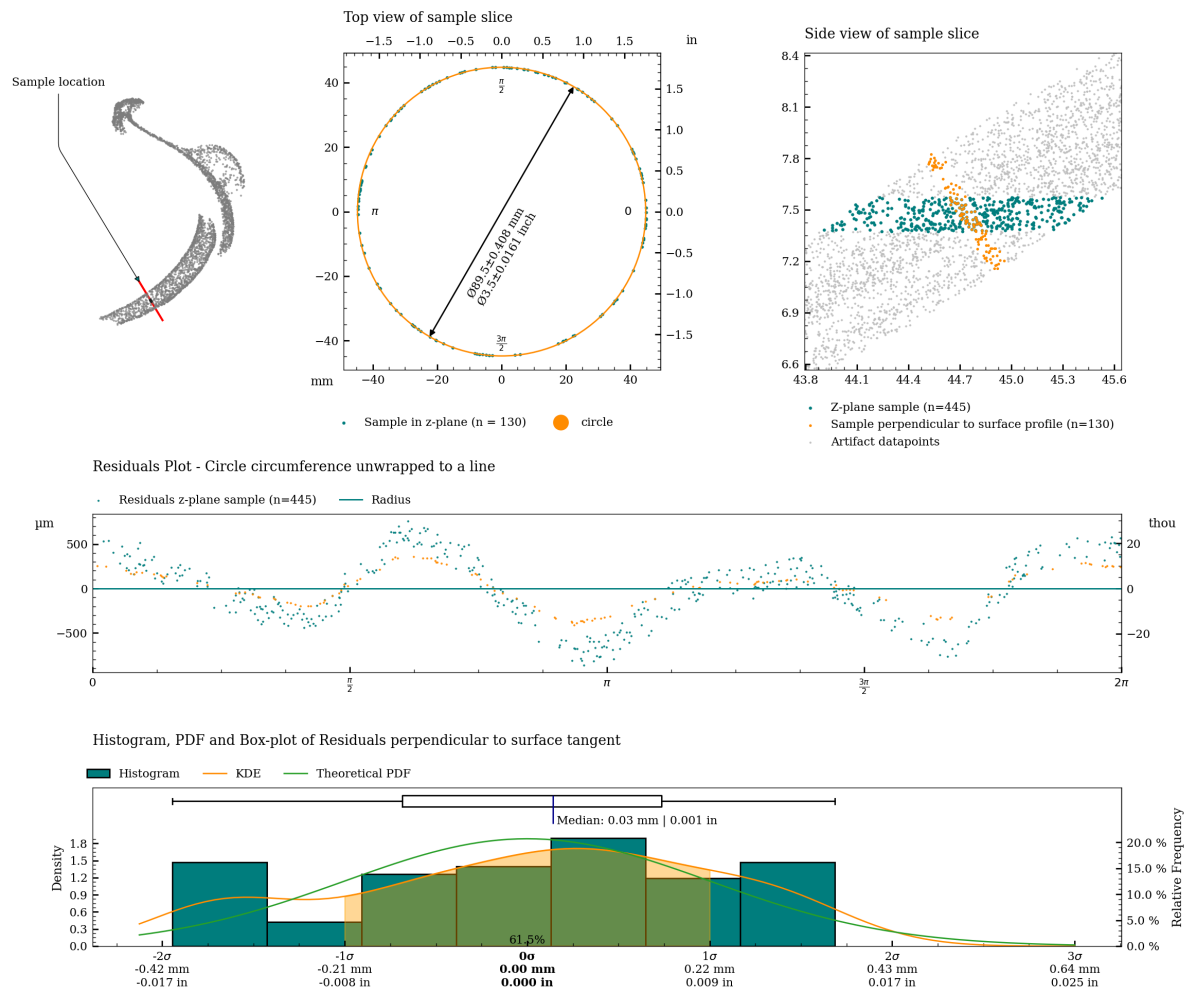 Top view of sample slice
−1.5 −1.0 −0.5 0.0 0.5 1.0 1.5 in
Sample location
40
20
0
−20
−40
mm
−40 −20 0 20 40
1.5
1.0
0.5
0.0
−0.5
−1.0
−1.5
π/2
π
0
3π/2
Ø89.5±0.408 mm
Ø3.5±0.0161 inch
Sample in z-plane (n = 130) circle
Side view of sample slice
8.4
8.1
7.8
7.5
7.2
6.9
6.6
43.8 44.1 44.4 44.7 45.0 45.3 45.6
Z-plane sample (n=445)
Sample perpendicular to surface profile (n=130)
Artifact datapoints
Residuals Plot - Circle circumference unwrapped to a line
Residuals z-plane sample (n=445) Radius
µm
500
0
−500
thou
20
0
−20
0 π/2 π 3π/2 2π
Histogram, PDF and Box-plot of Residuals perpendicular to surface tangent
Histogram KDE Theoretical PDF
Median: 0.03 mm | 0.001 in
Density
1.8
1.5
1.2
0.9
0.6
0.3
0.0
61.5%
20.0 %
15.0 %
10.0 %
5.0 %
0.0 %
Relative Frequency
-2σ -1σ 0σ 1σ 2σ 3σ
-0.42 mm -0.21 mm 0.00 mm 0.22 mm 0.43 mm 0.64 mm
-0.017 in -0.008 in 0.000 in 0.009 in 0.017 in 0.025 in